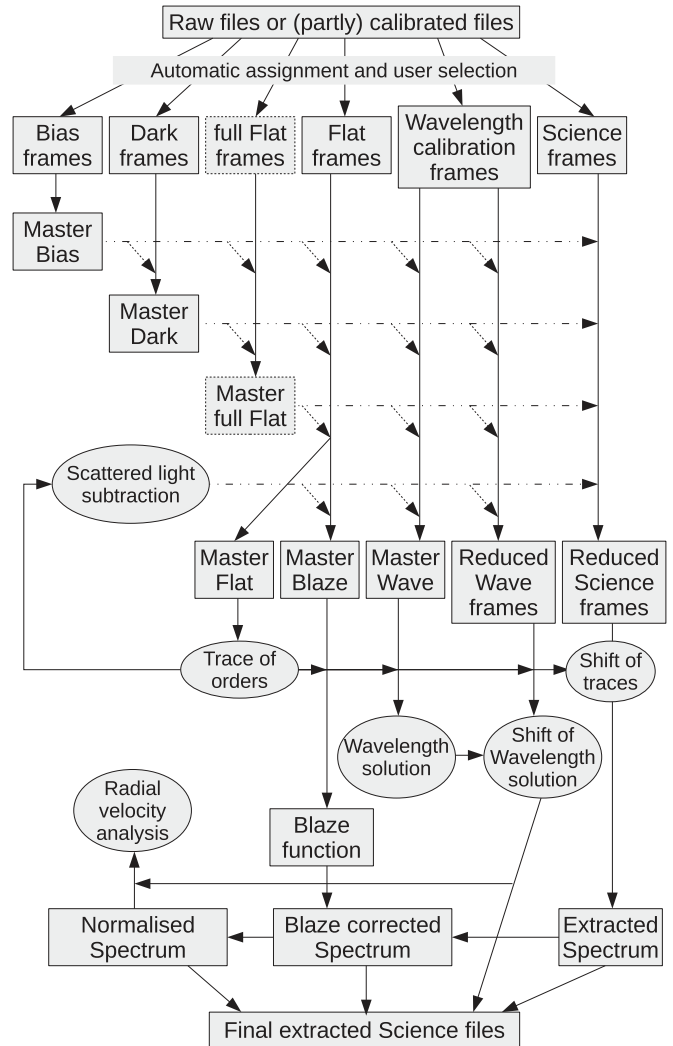 Raw files or (partly) calibrated files
Automatic assignment and user selection
Bias
frames
Dark
frames
full Flat
frames
Flat
frames
Wavelength
calibration
frames
Science
frames
Master
Bias
Master
Dark
Master
full Flat
Scattered light
subtraction
Master
Flat
Master
Blaze
Master
Wave
Reduced
Wave
frames
Reduced
Science
frames
Trace of
orders
Shift of
traces
Wavelength
solution
Shift of
Wavelength
solution
Radial
velocity
analysis
Blaze
function
Normalised
Spectrum
Blaze corrected
Spectrum
Extracted
Spectrum
Final extracted Science files